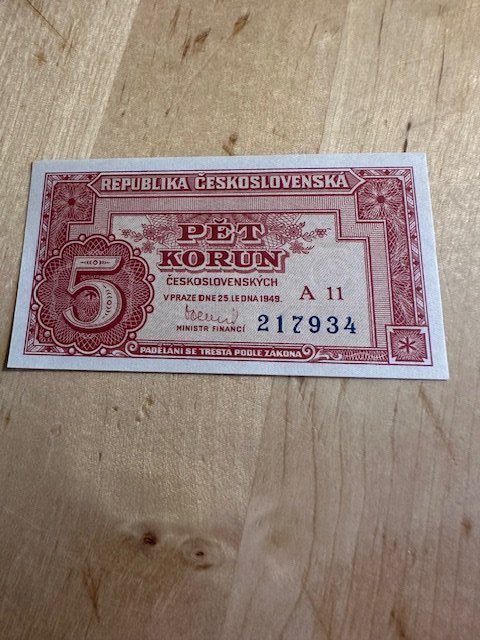 REPUBLIKA ČESKOSLOVENSKÁ
PĚT
KORUN
ČESKOSLOVENSKÝCH
V PRAZE DNE 25. LEDNA 1949.
A 11
MINISTR FINANCÍ
217934
5
PADĚLÁNÍ SE TRESTÁ PODLE ZÁKONA